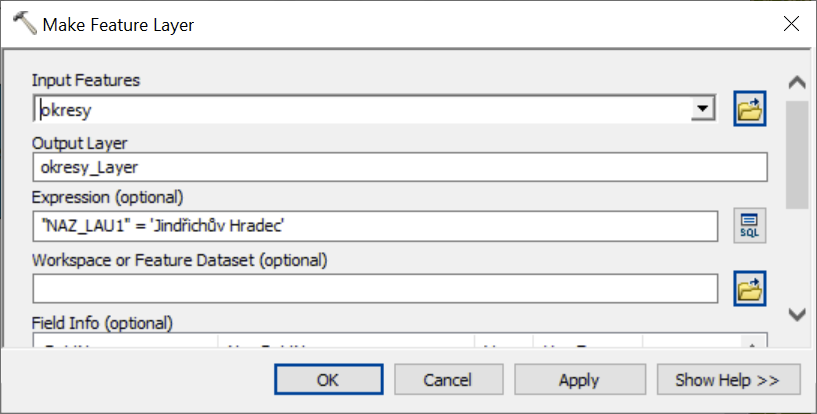 Make Feature Layer
Input Features
okresy
Output Layer
okresy_Layer
Expression (optional)
"NAZ_LAU1" = 'Jindřichův Hradec'
SQL
Workspace or Feature Dataset (optional)
Field Info (optional)
OK
Cancel
Apply
Show Help >>